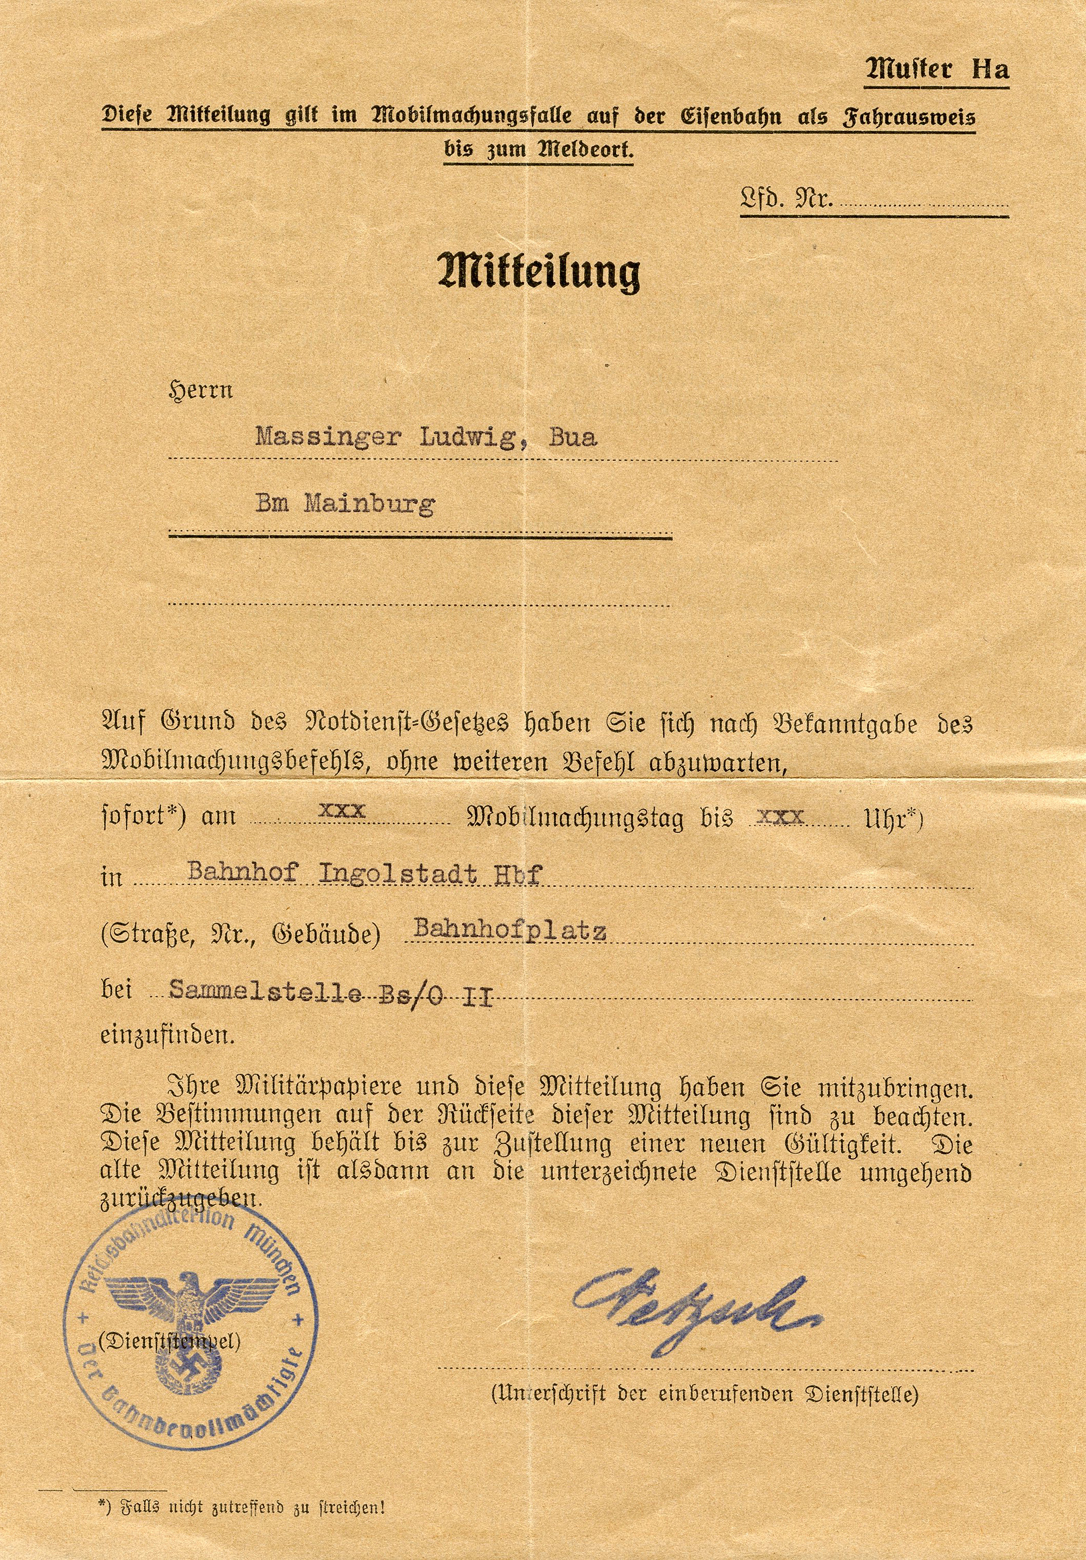 Muster Ha
Diese Mitteilung gilt im Mobilmachungsfalle auf der Eisenbahn als Fahrausweis
bis zum Meldeort.
Lfd. Nr.
Mitteilung
Herrn
Massinger Ludwig, Bua
Bm Mainburg
Auf Grund des Notdienst-Gesetzes haben Sie sich nach Bekanntgabe des
Mobilmachungsbefehls, ohne weiteren Befehl abzuwarten,
sofort*) am xxx Mobilmachungstag bis xxx Uhr*)
in Bahnhof Ingolstadt Hbf
(Straße, Nr., Gebäude) Bahnhofplatz
bei Sammelstelle Bs/O II
einzufinden.
Ihre Militärpapiere und diese Mitteilung haben Sie mitzubringen.
Die Bestimmungen auf der Rückseite dieser Mitteilung sind zu beachten.
Diese Mitteilung behält bis zur Zustellung einer neuen Gültigkeit. Die
alte Mitteilung ist alsdann an die unterzeichnete Dienststelle umgehend
zurückzugeben.
Reichsbahndirektion München
(Dienststempel)
Der Bahnbevollmächtigte
(Unterschrift der einberufenden Dienststelle)
*) Falls nicht zutreffend zu streichen!